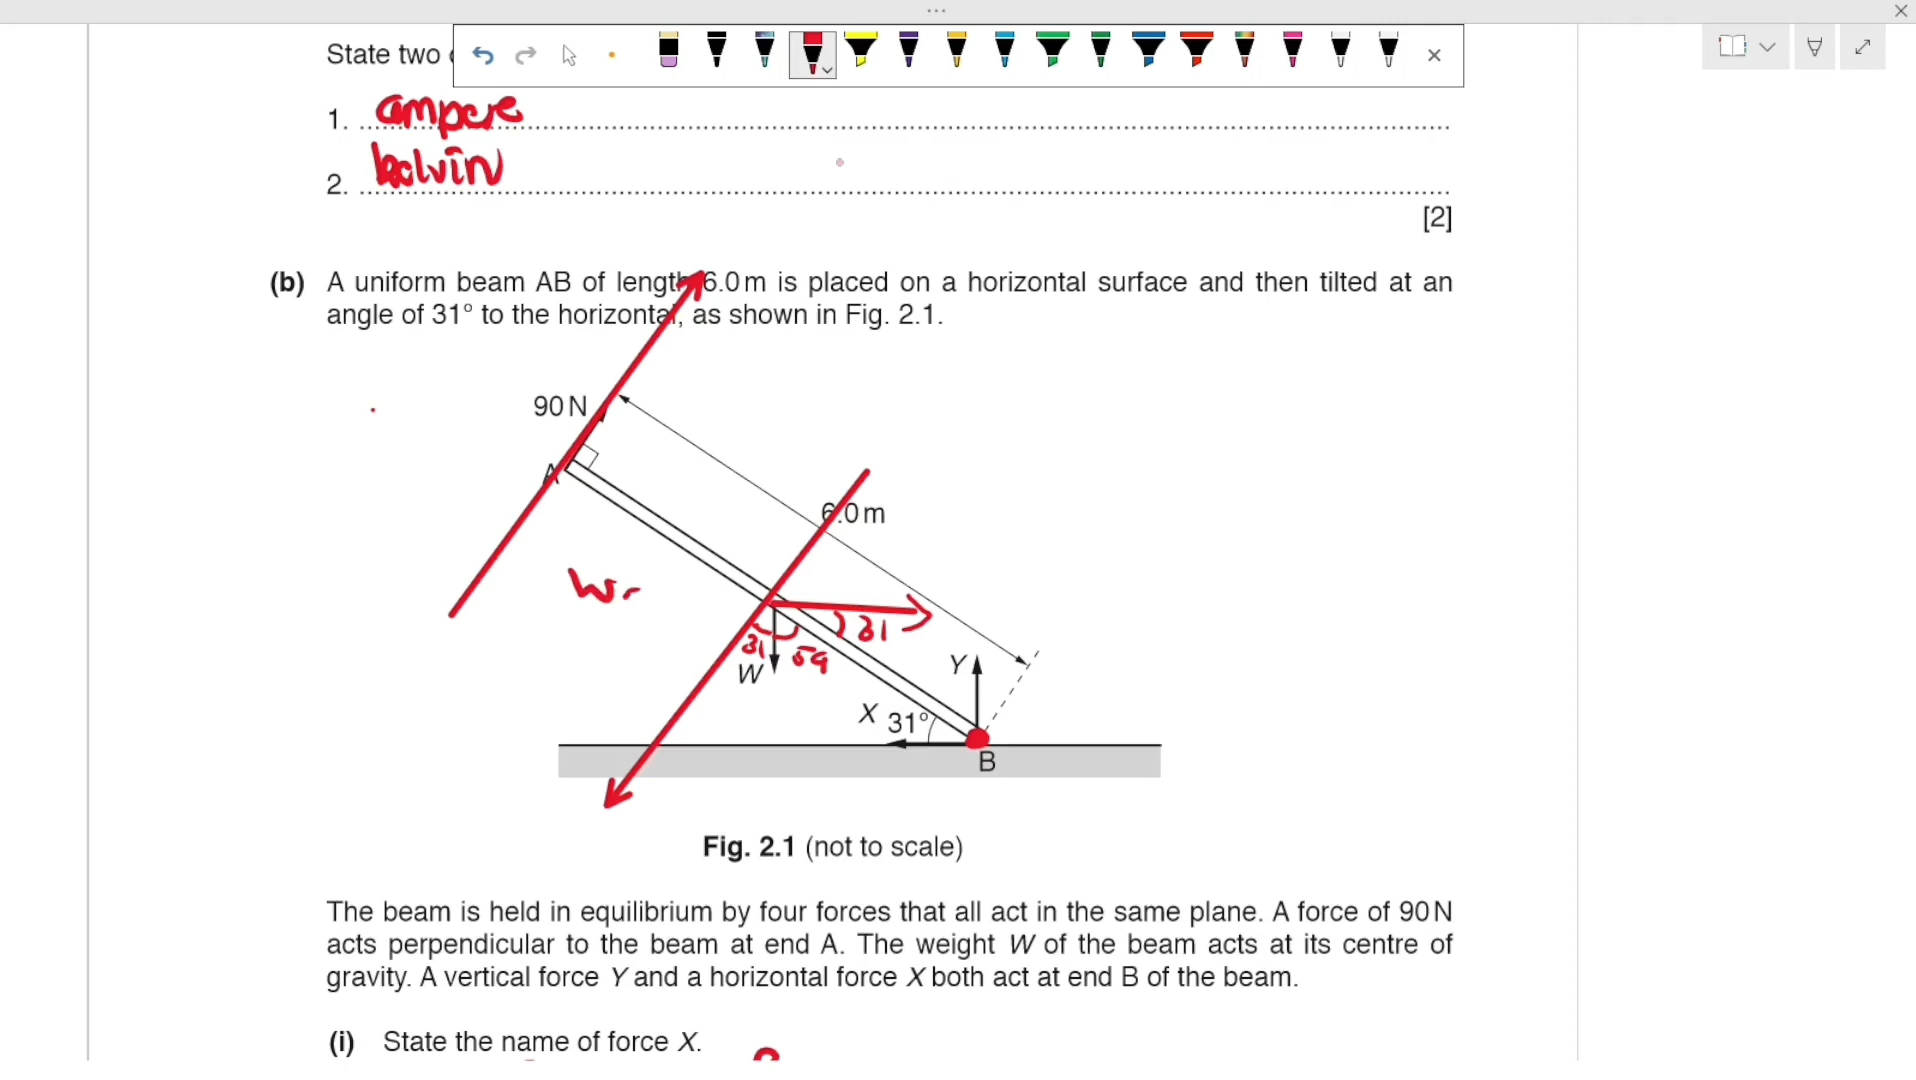 State two
1. ampere
2. kelvin
[2]
(b) A uniform beam AB of length 6.0 m is placed on a horizontal surface and then tilted at an
angle of 31° to the horizontal, as shown in Fig. 2.1.
90 N
A
6.0 m
W
31
31
59
W
Y
X
31°
B
Fig. 2.1 (not to scale)
The beam is held in equilibrium by four forces that all act in the same plane. A force of 90 N
acts perpendicular to the beam at end A. The weight W of the beam acts at its centre of
gravity. A vertical force Y and a horizontal force X both act at end B of the beam.
(i) State the name of force X.